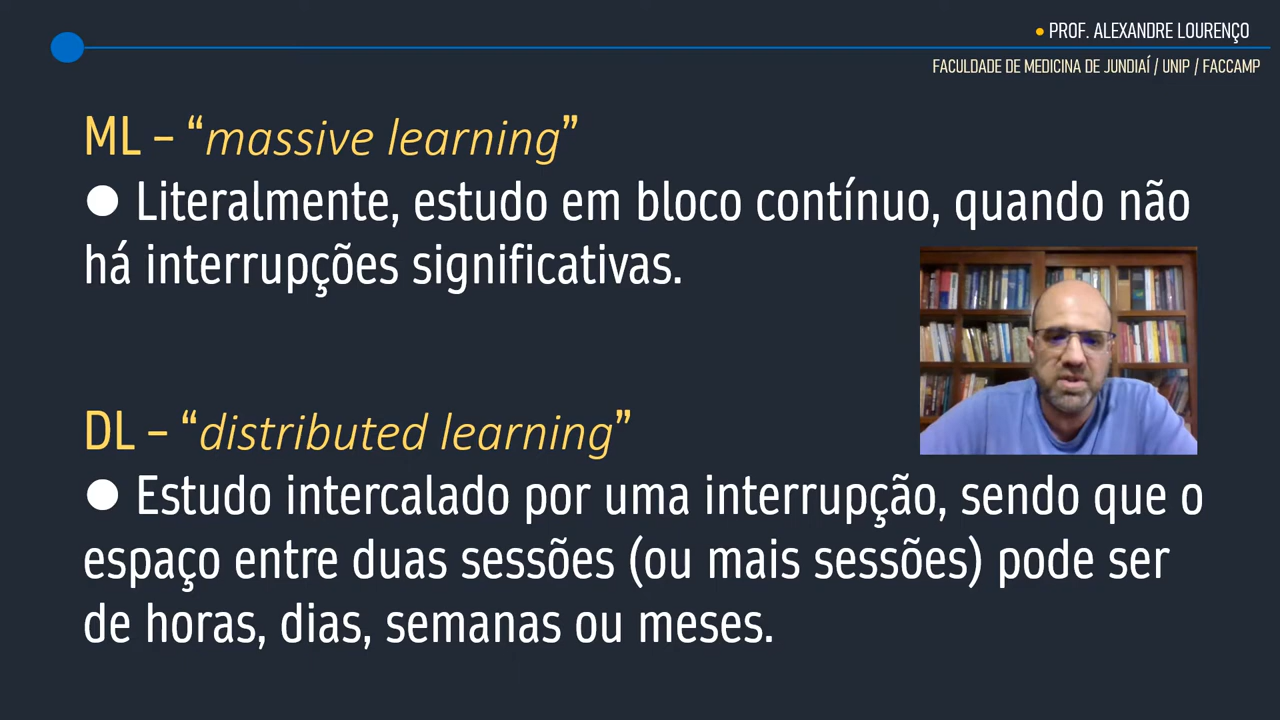 • PROF. ALEXANDRE LOURENÇO
FACULDADE DE MEDICINA DE JUNDIAÍ / UNIP / FACCAMP
ML – “massive learning”
● Literalmente, estudo em bloco contínuo, quando não
há interrupções significativas.
DL – “distributed learning”
● Estudo intercalado por uma interrupção, sendo que o
espaço entre duas sessões (ou mais sessões) pode ser
de horas, dias, semanas ou meses.